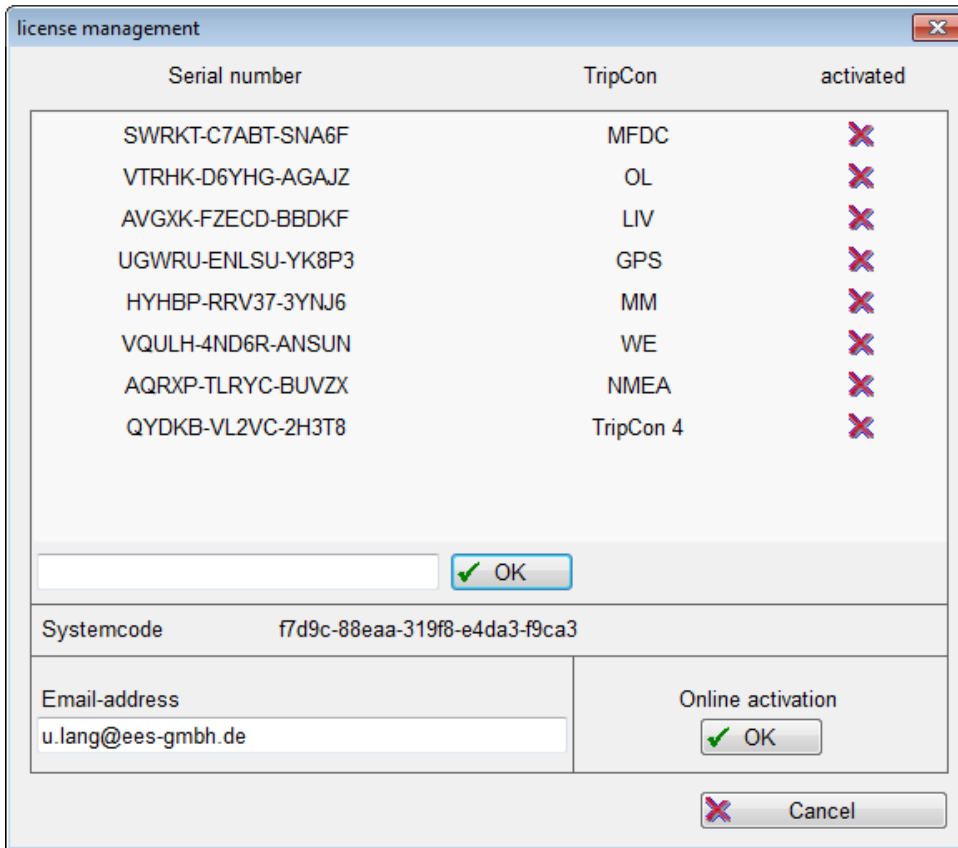 license management
Serial number TripCon activated
SWRKT-C7ABT-SNA6F MFDC
VTRHK-D6YHG-AGAJZ OL
AVGXK-FZECD-BBDKF LIV
UGWRU-ENLSU-YK8P3 GPS
HYHBP-RRV37-3YNJ6 MM
VQULH-4ND6R-ANSUN WE
AQRXP-TLRYC-BUVZX NMEA
QYDKB-VL2VC-2H3T8 TripCon 4
OK
Systemcode f7d9c-88eaa-319f8-e4da3-f9ca3
Email-address Online activation
u.lang@ees-gmbh.de OK
Cancel